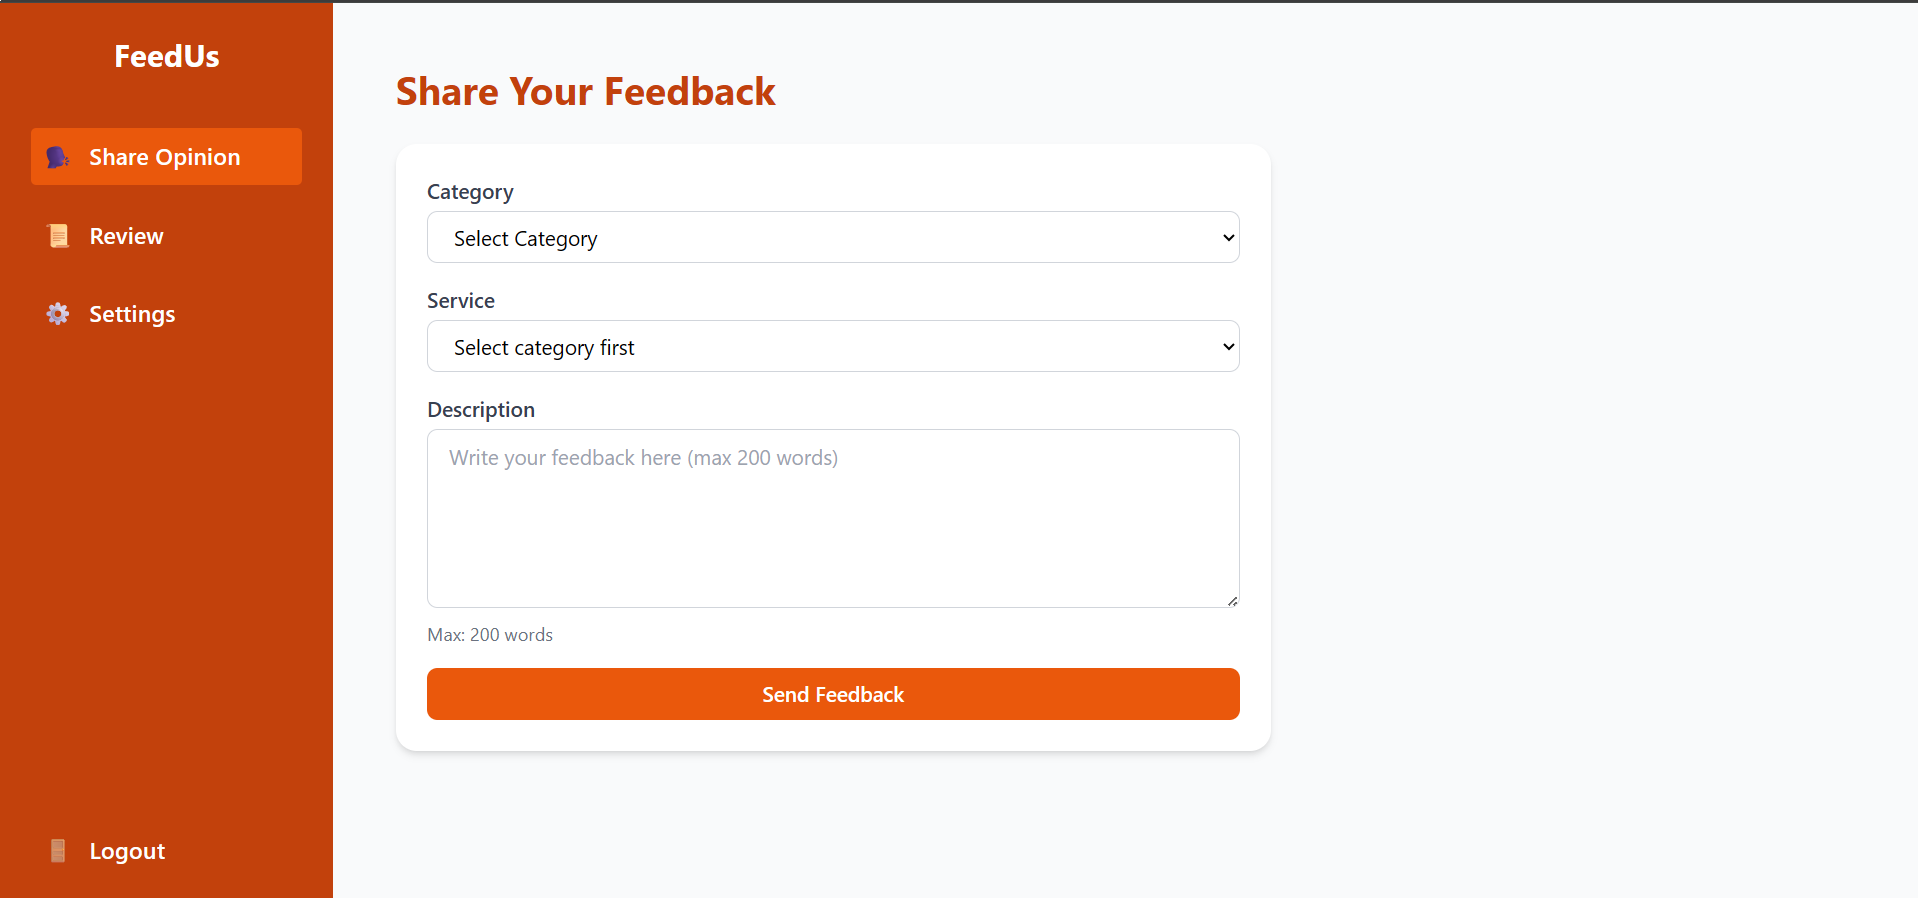 FeedUs
Share Opinion
Review
Settings
Logout
Share Your Feedback
Category
Select Category
Service
Select category first
Description
Write your feedback here (max 200 words)
Max: 200 words
Send Feedback